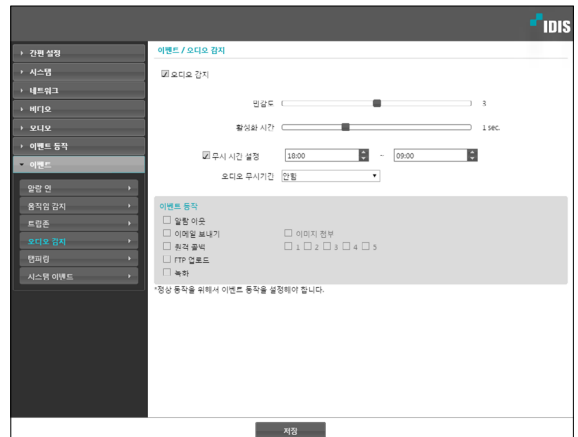 IDIS
간편 설정
시스템
네트워크
비디오
오디오
이벤트 동작
이벤트
알람 인
움직임 감지
트립존
오디오 감지
탬퍼링
시스템 이벤트
이벤트 / 오디오 감지
오디오 감지
민감도 8
활성화 시간 1 sec.
무시 시간 설정 18:00 ~ 09:00
오디오 무시기간 안함
이벤트 동작
알람 아웃
이메일 보내기 이미지 첨부
원격 콜백 1 2 3 4 5
FTP 업로드
녹화
*정상 동작을 위해서 이벤트 동작을 설정해야 합니다.
저장